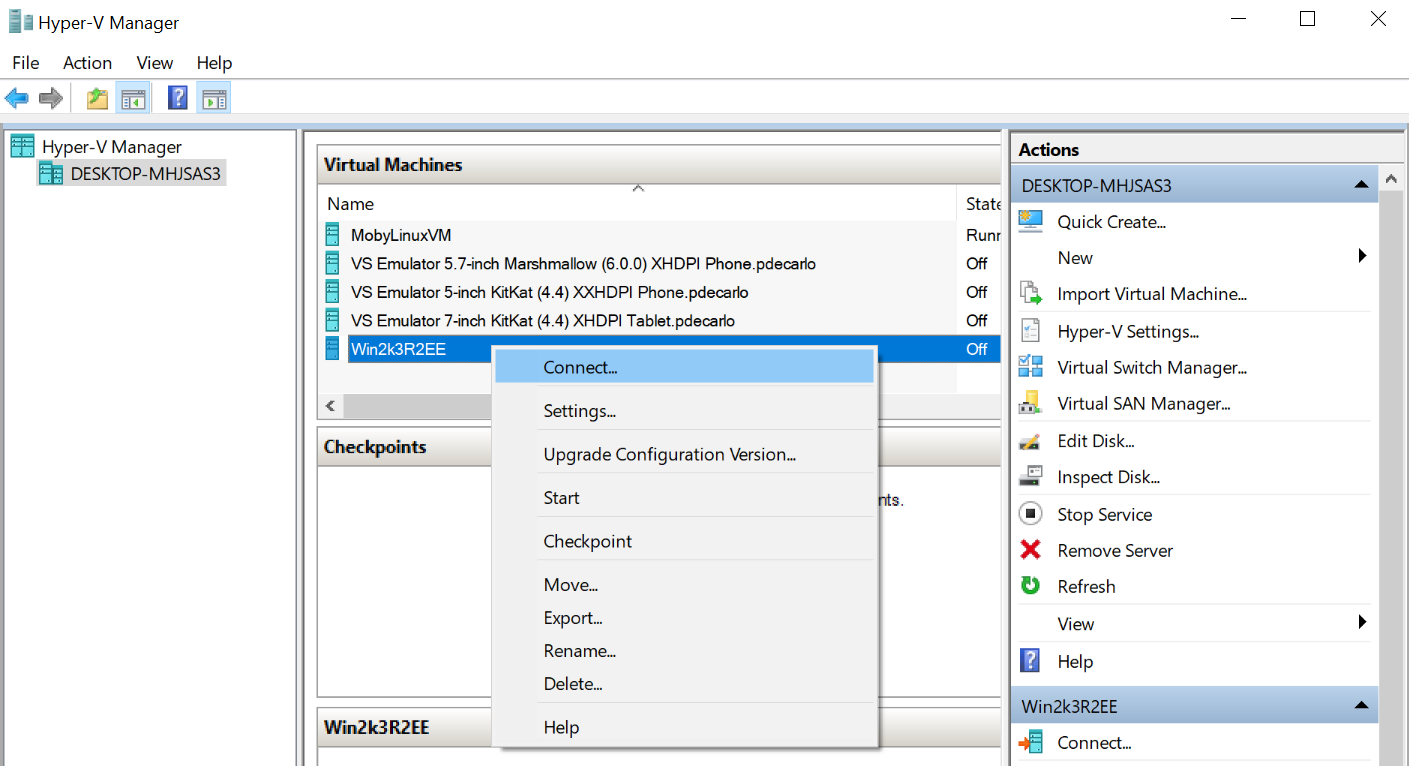 Hyper-V Manager
File Action View Help
Hyper-V Manager
DESKTOP-MHJSAS3
Virtual Machines
Name State
MobyLinuxVM Runn
VS Emulator 5.7-inch Marshmallow (6.0.0) XHDPI Phone.pdecarlo Off
VS Emulator 5-inch KitKat (4.4) XXHDPI Phone.pdecarlo Off
VS Emulator 7-inch KitKat (4.4) XHDPI Tablet.pdecarlo Off
Win2k3R2EE Off
Connect...
Settings...
Upgrade Configuration Version...
Start
Checkpoint
Move...
Export...
Rename...
Delete...
Help
Checkpoints
nts.
Win2k3R2EE
Actions
DESKTOP-MHJSAS3
Quick Create...
New
Import Virtual Machine...
Hyper-V Settings...
Virtual Switch Manager...
Virtual SAN Manager...
Edit Disk...
Inspect Disk...
Stop Service
Remove Server
Refresh
View
Help
Win2k3R2EE
Connect...